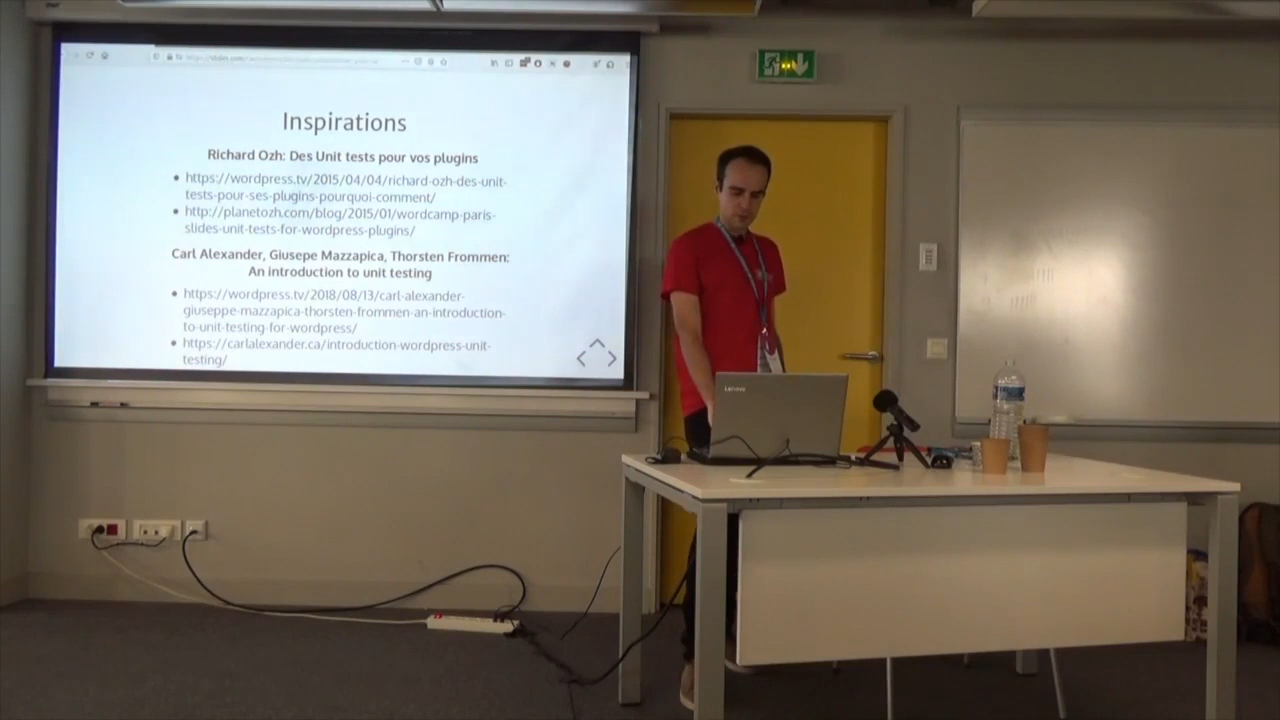 Inspirations
Richard Ozh: Des Unit tests pour vos plugins
https://wordpress.tv/2015/04/04/richard-ozh-des-unit-
tests-pour-ses-plugins-pourquoi-comment/
http://planetozh.com/blog/2015/01/wordcamp-paris-
slides-unit-tests-for-wordpress-plugins/
Carl Alexander, Giusepe Mazzapica, Thorsten Frommen:
An introduction to unit testing
https://wordpress.tv/2018/08/13/carl-alexander-
giuseppe-mazzapica-thorsten-frommen-an-introduction-
to-unit-testing-for-wordpress/
https://carlalexander.ca/introduction-wordpress-unit-
testing/
Lenovo